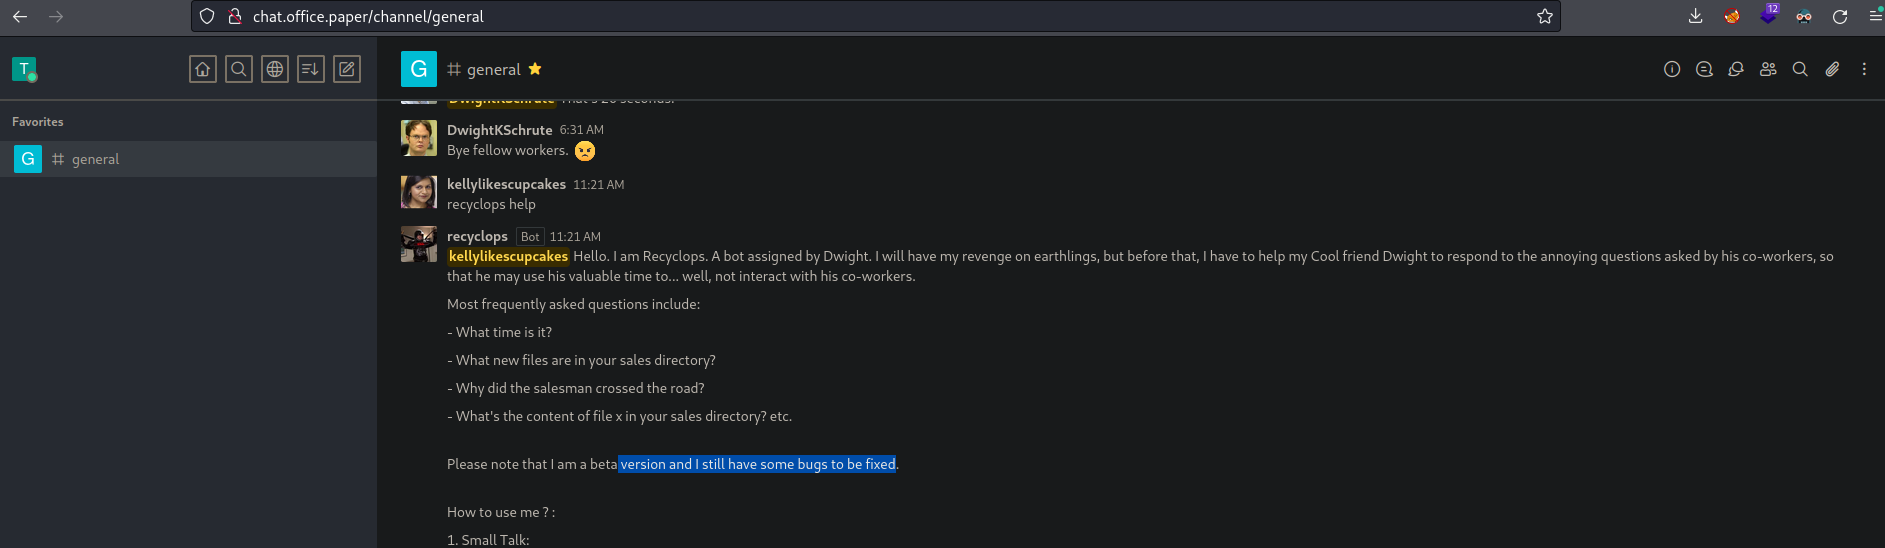 chat.office.paper/channel/general
12
T
G general
Favorites
G general
DwightKSchrute That's 20 seconds.
DwightKSchrute 6:31 AM
Bye fellow workers.
kellylikescupcakes 11:21 AM
recyclops help
recyclops Bot 11:21 AM
kellylikescupcakes Hello. I am Recyclops. A bot assigned by Dwight. I will have my revenge on earthlings, but before that, I have to help my Cool friend Dwight to respond to the annoying questions asked by his co-workers, so
that he may use his valuable time to... well, not interact with his co-workers.
Most frequently asked questions include:
- What time is it?
- What new files are in your sales directory?
- Why did the salesman crossed the road?
- What's the content of file x in your sales directory? etc.
Please note that I am a beta version and I still have some bugs to be fixed.
How to use me ? :
1. Small Talk: